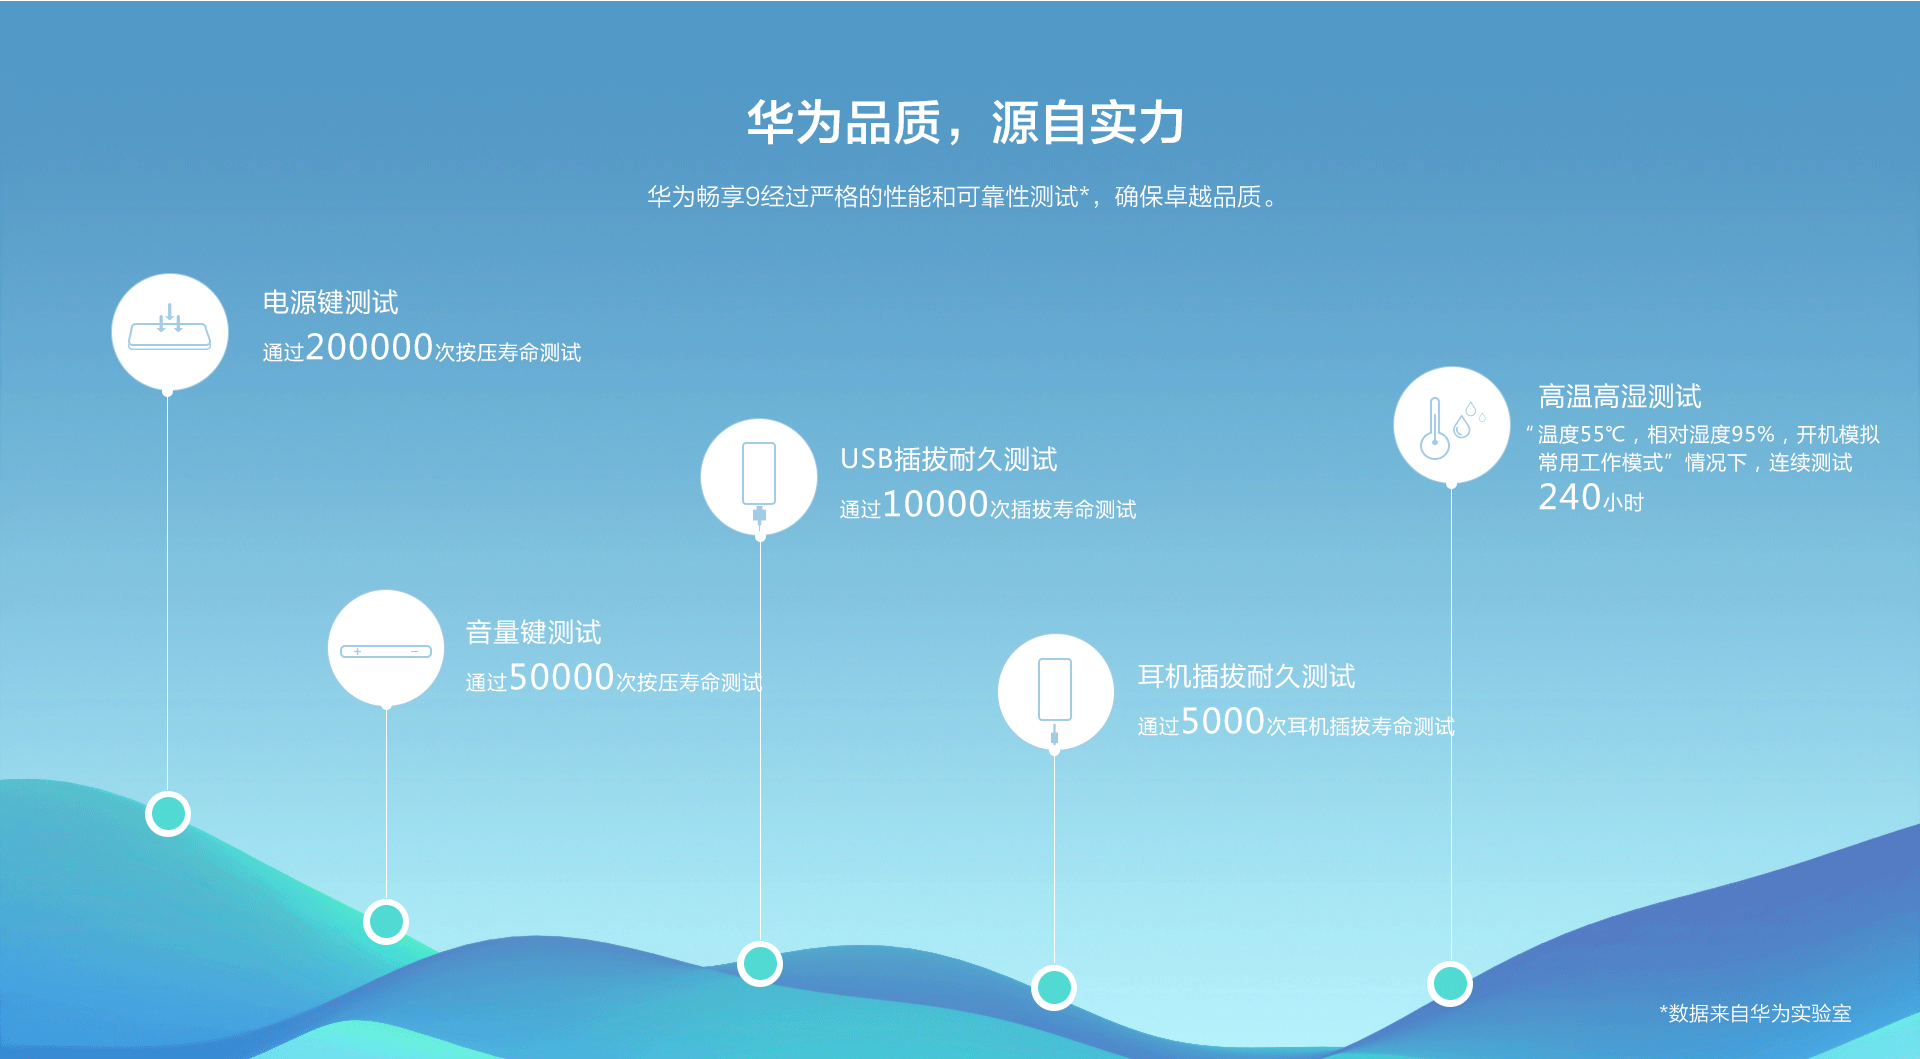 华为品质，源自实力
华为畅享9经过严格的性能和可靠性测试*，确保卓越品质。
电源键测试
通过200000次按压寿命测试
音量键测试
通过50000次按压寿命测试
USB插拔耐久测试
通过10000次插拔寿命测试
耳机插拔耐久测试
通过5000次耳机插拔寿命测试
高温高湿测试
“温度55℃，相对湿度95%，开机模拟
常用工作模式”情况下，连续测试
240小时
*数据来自华为实验室